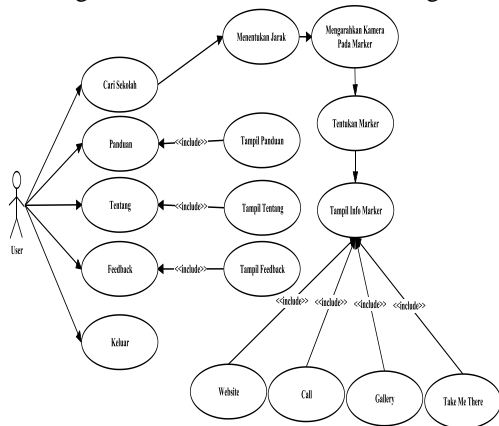 Menentukan Jarak
Mengarahkan Kamera
Pada Marker
Cari Sekolah
Panduan
<<include>>
Tampil Panduan
Tentukan Marker
User
Tentang
<<include>>
Tampil Tentang
Tampil Info Marker
Feedback
<<include>>
Tampil Feedback
<<include>>
<<include>>
<<include>>
<<include>>
Keluar
Website
Call
Gallery
Take Me There